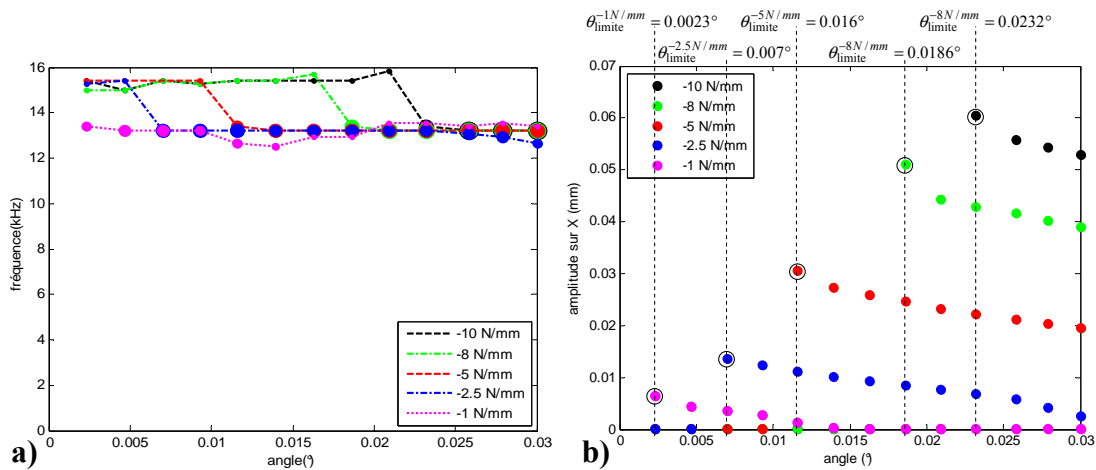 16
14
12
10
8
6
4
2
0
fréquence(kHz)
0 0.005 0.01 0.015 0.02 0.025 0.03
angle(°)
-10 N/mm
-8 N/mm
-5 N/mm
-2.5 N/mm
-1 N/mm
a)
θ_limite^-1N/mm = 0.0023°
θ_limite^-5N/mm = 0.016°
θ_limite^-8N/mm = 0.0232°
θ_limite^-2.5N/mm = 0.007°
θ_limite^-8N/mm = 0.0186°
0.07
0.06
0.05
0.04
0.03
0.02
0.01
0
amplitude sur X (mm)
-10 N/mm
-8 N/mm
-5 N/mm
-2.5 N/mm
-1 N/mm
0 0.005 0.01 0.015 0.02 0.025 0.03
angle (°)
b)